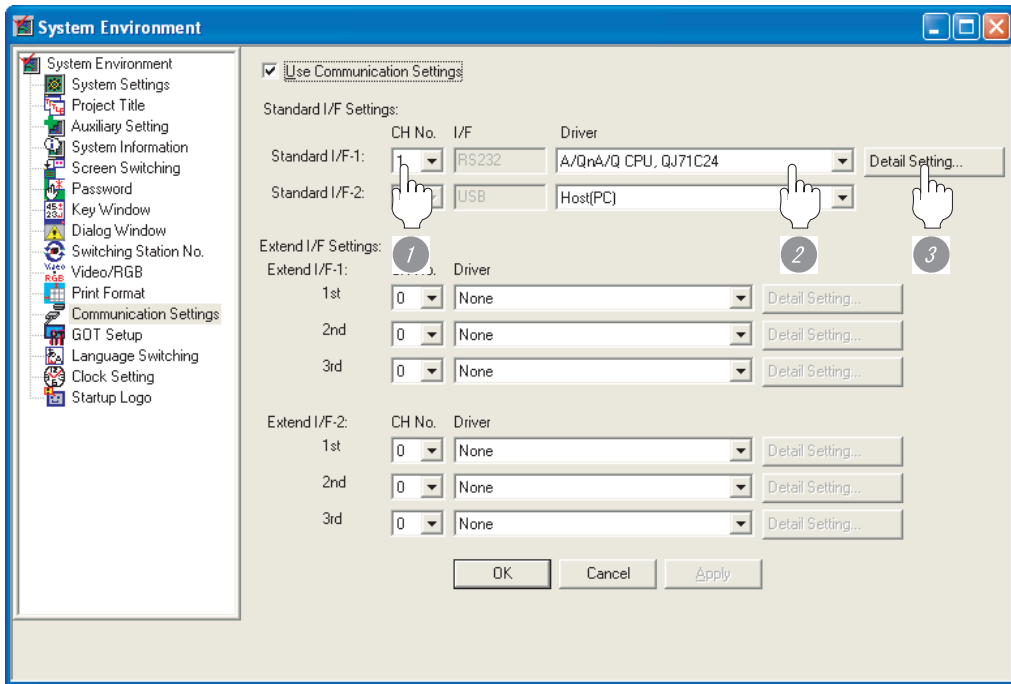 System Environment
System Environment
System Settings
Project Title
Auxiliary Setting
System Information
Screen Switching
Password
Key Window
Dialog Window
Switching Station No.
Video/RGB
Print Format
Communication Settings
GOT Setup
Language Switching
Clock Setting
Startup Logo
Use Communication Settings
Standard I/F Settings:
CH No. I/F Driver
Standard I/F-1: 1 RS232 A/QnA/Q CPU, QJ71C24 Detail Setting...
Standard I/F-2: USB Host(PC)
1 2 3
Extend I/F Settings:
Extend I/F-1: Driver
1st 0 None Detail Setting...
2nd 0 None Detail Setting...
3rd 0 None Detail Setting...
Extend I/F-2: CH No. Driver
1st 0 None Detail Setting...
2nd 0 None Detail Setting...
3rd 0 None Detail Setting...
OK Cancel Apply